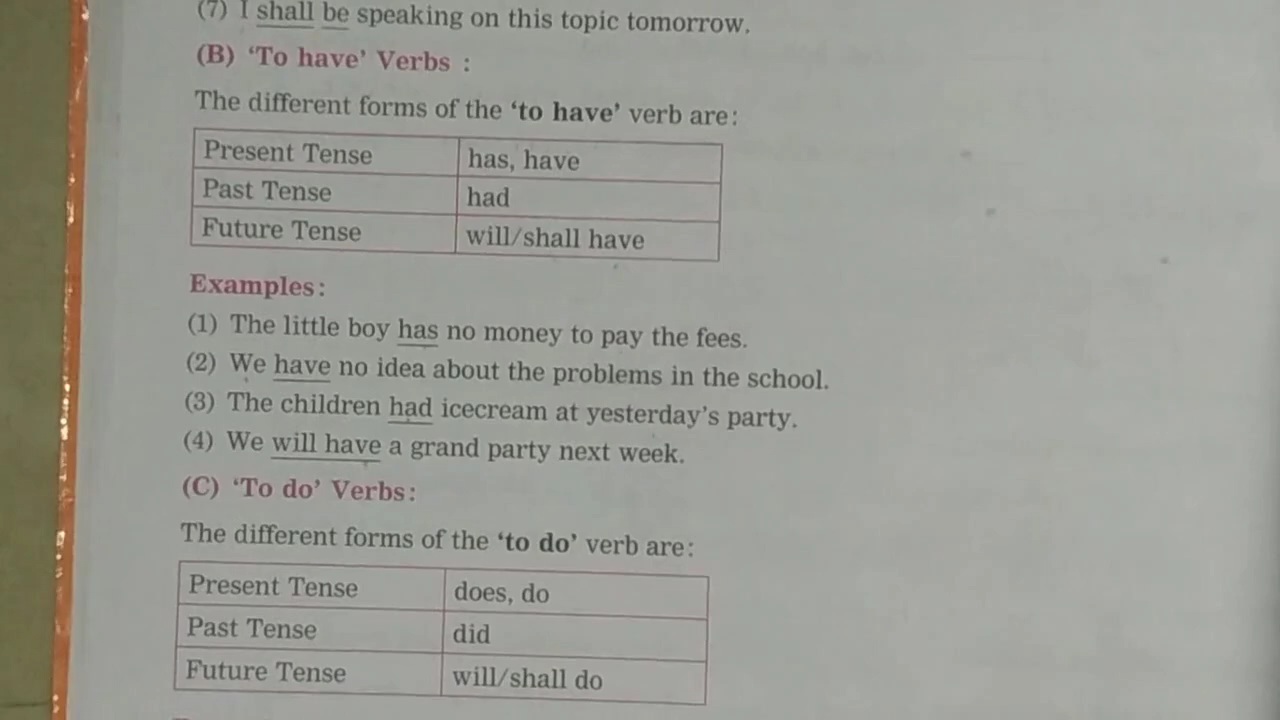 (7) I shall be speaking on this topic tomorrow.
(B) ‘To have’ Verbs :
The different forms of the ‘to have’ verb are:
Present Tense has, have
Past Tense had
Future Tense will/shall have
Examples:
(1) The little boy has no money to pay the fees.
(2) We have no idea about the problems in the school.
(3) The children had icecream at yesterday’s party.
(4) We will have a grand party next week.
(C) ‘To do’ Verbs:
The different forms of the ‘to do’ verb are:
Present Tense does, do
Past Tense did
Future Tense will/shall do